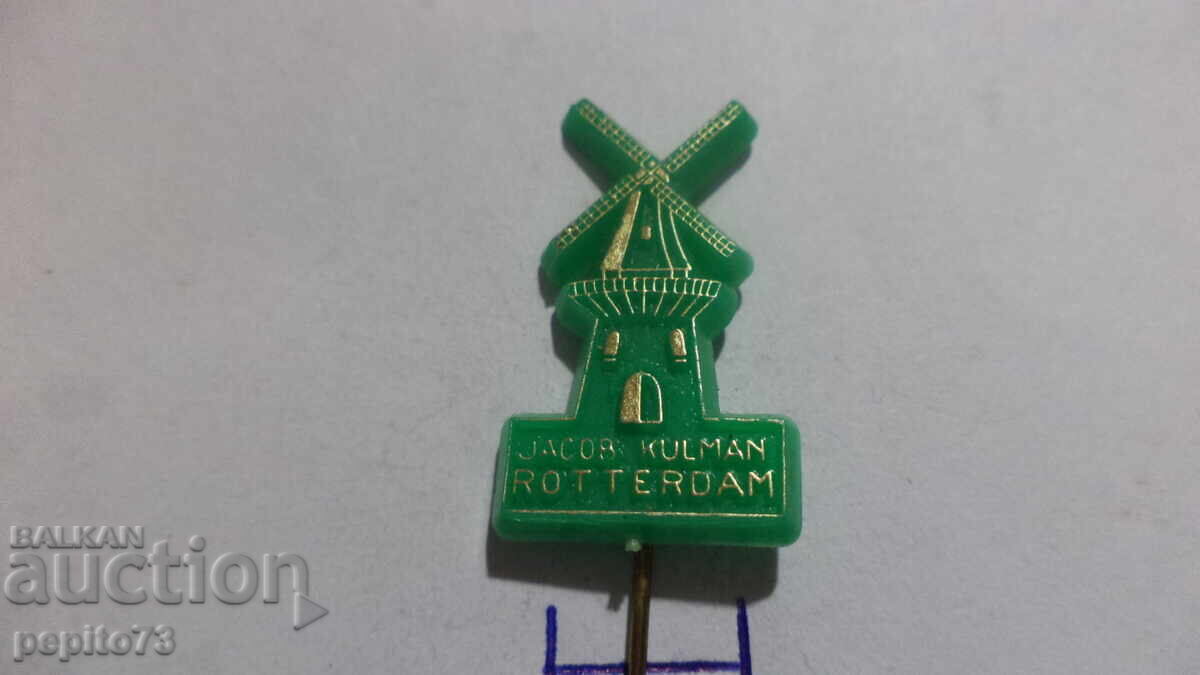 JACOB KULMAN
ROTTERDAM
BALKAN
auction
pepito73